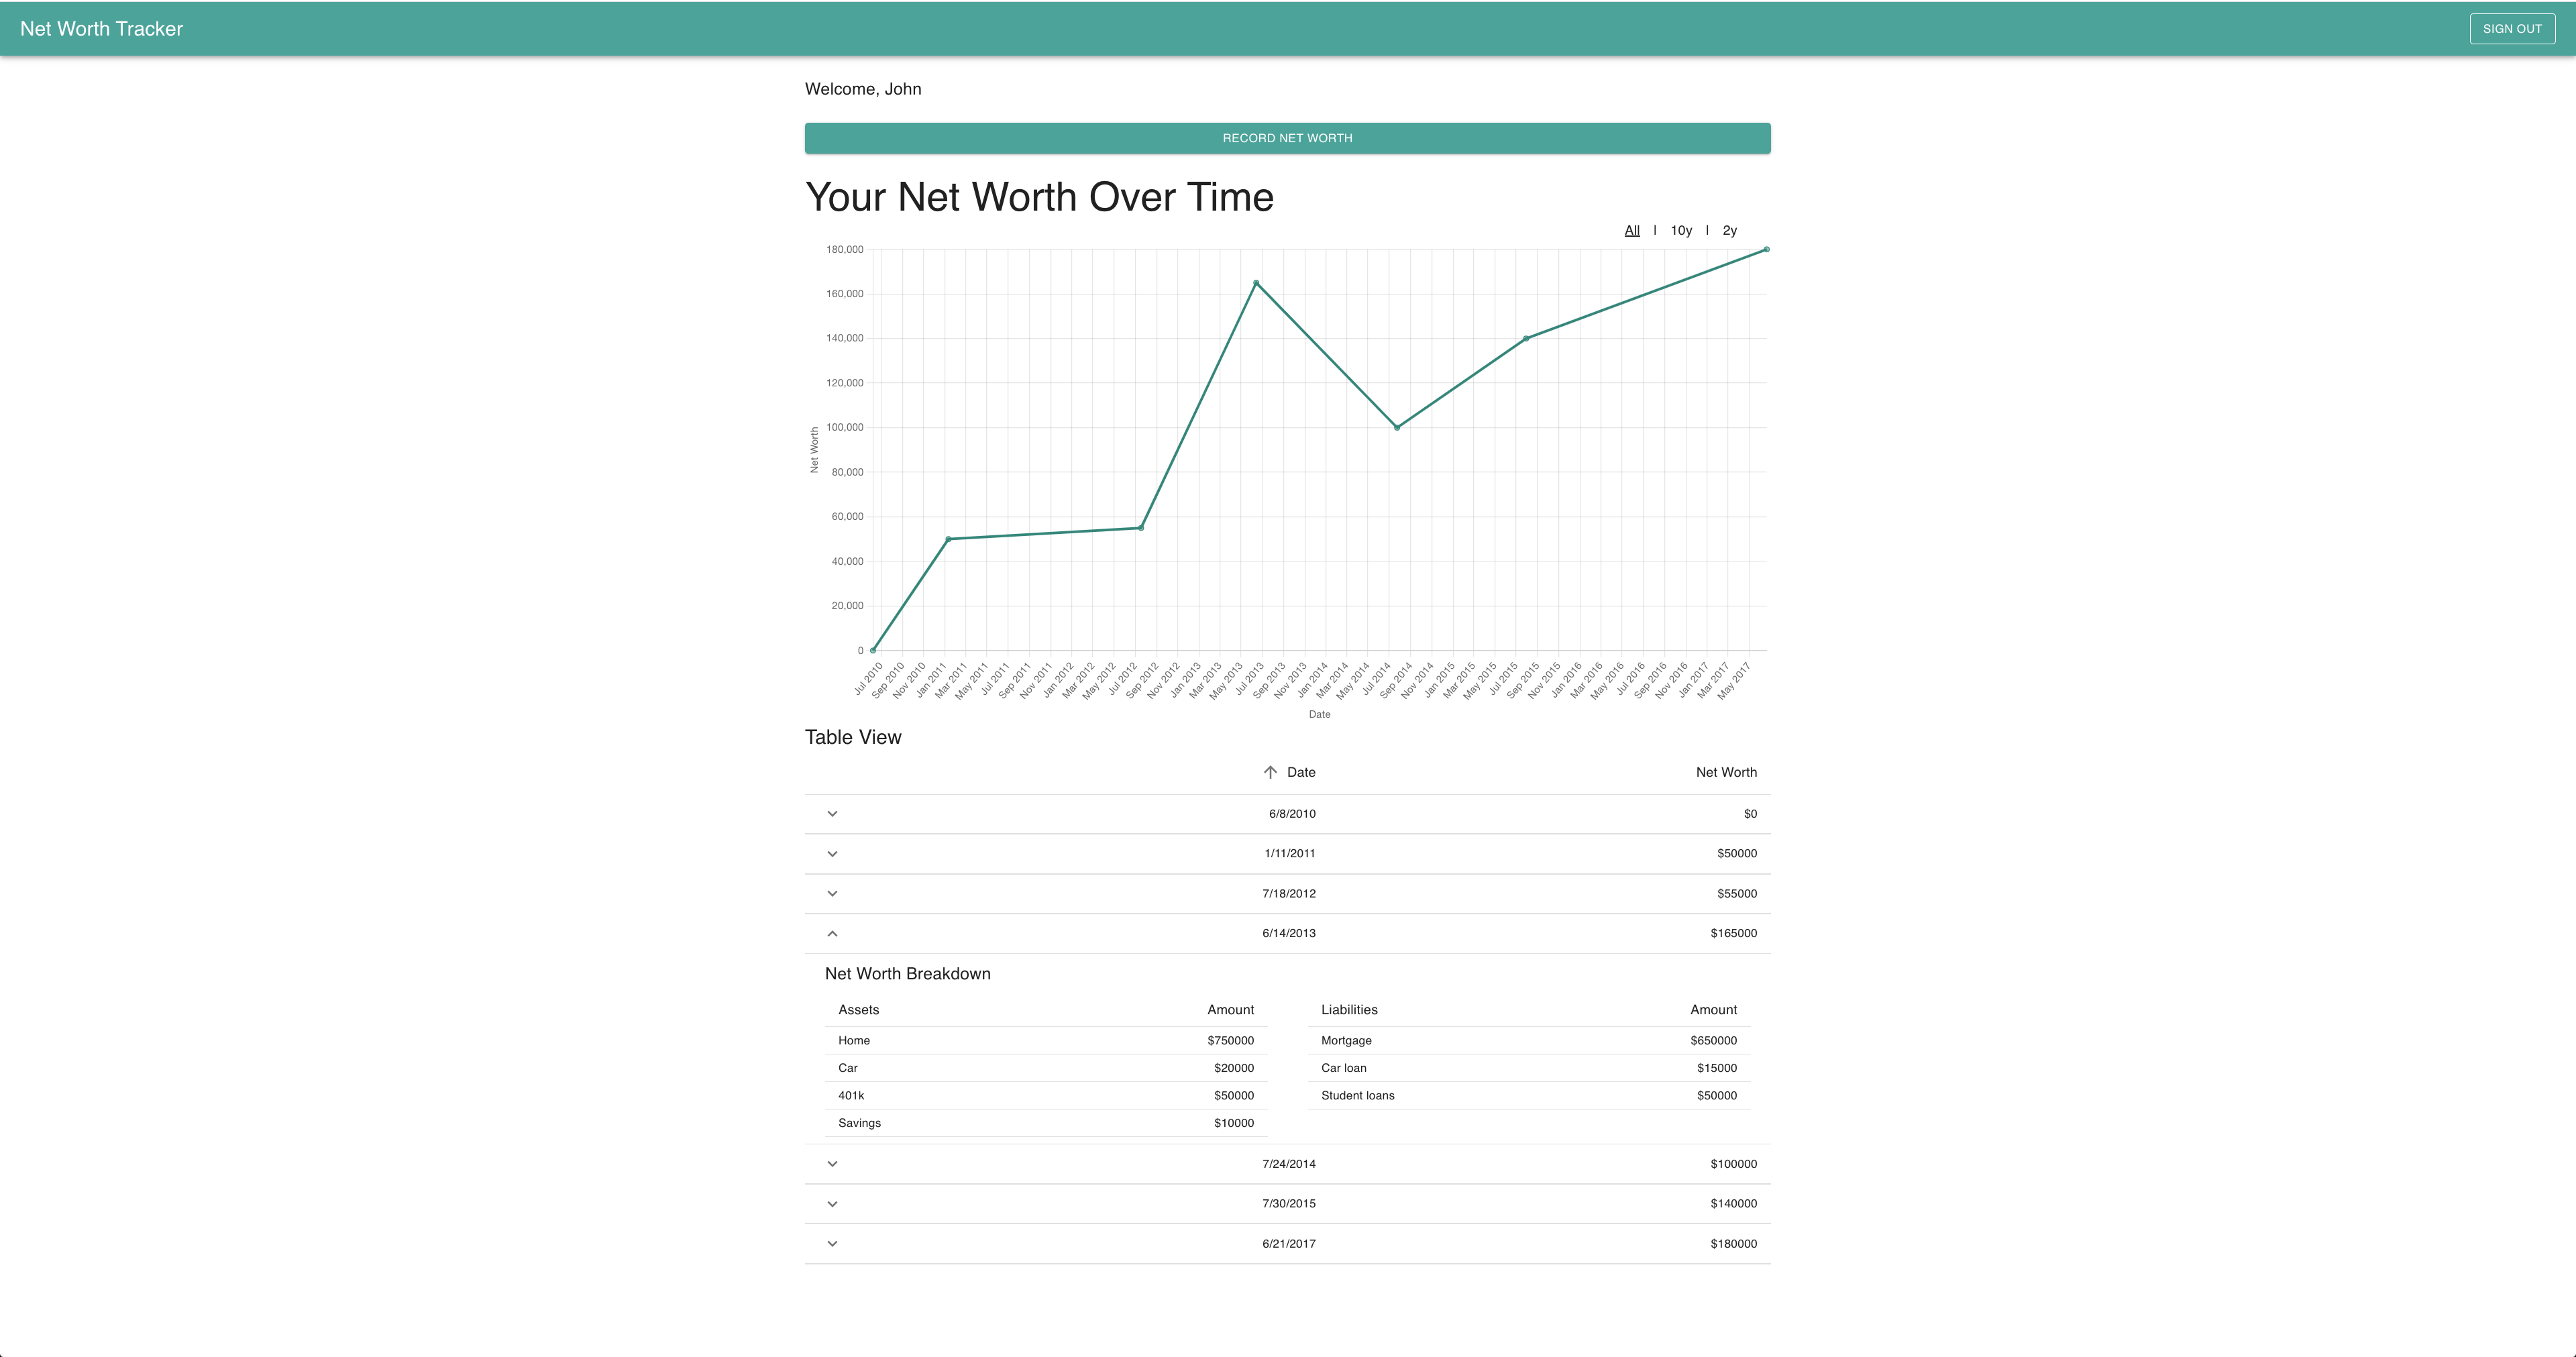 Net Worth Tracker SIGN OUT
Welcome, John
RECORD NET WORTH
Your Net Worth Over Time
All | 10y | 2y
180,000
160,000
140,000
120,000
100,000
80,000
60,000
40,000
20,000
0
Net Worth
Jul 2010 Sep 2010 Nov 2010 Jan 2011 Mar 2011 May 2011 Jul 2011 Sep 2011 Nov 2011 Jan 2012 Mar 2012 May 2012 Jul 2012 Sep 2012 Nov 2012 Jan 2013 Mar 2013 May 2013 Jul 2013 Sep 2013 Nov 2013 Jan 2014 Mar 2014 May 2014 Jul 2014 Sep 2014 Nov 2014 Jan 2015 Mar 2015 May 2015 Jul 2015 Sep 2015 Nov 2015 Jan 2016 Mar 2016 May 2016 Jul 2016 Sep 2016 Nov 2016 Jan 2017 Mar 2017 May 2017
Date
Table View
Date Net Worth
6/8/2010 $0
1/11/2011 $50000
7/18/2012 $55000
6/14/2013 $165000
Net Worth Breakdown
Assets Amount Liabilities Amount
Home $750000 Mortgage $650000
Car $20000 Car loan $15000
401k $50000 Student loans $50000
Savings $10000
7/24/2014 $100000
7/30/2015 $140000
6/21/2017 $180000